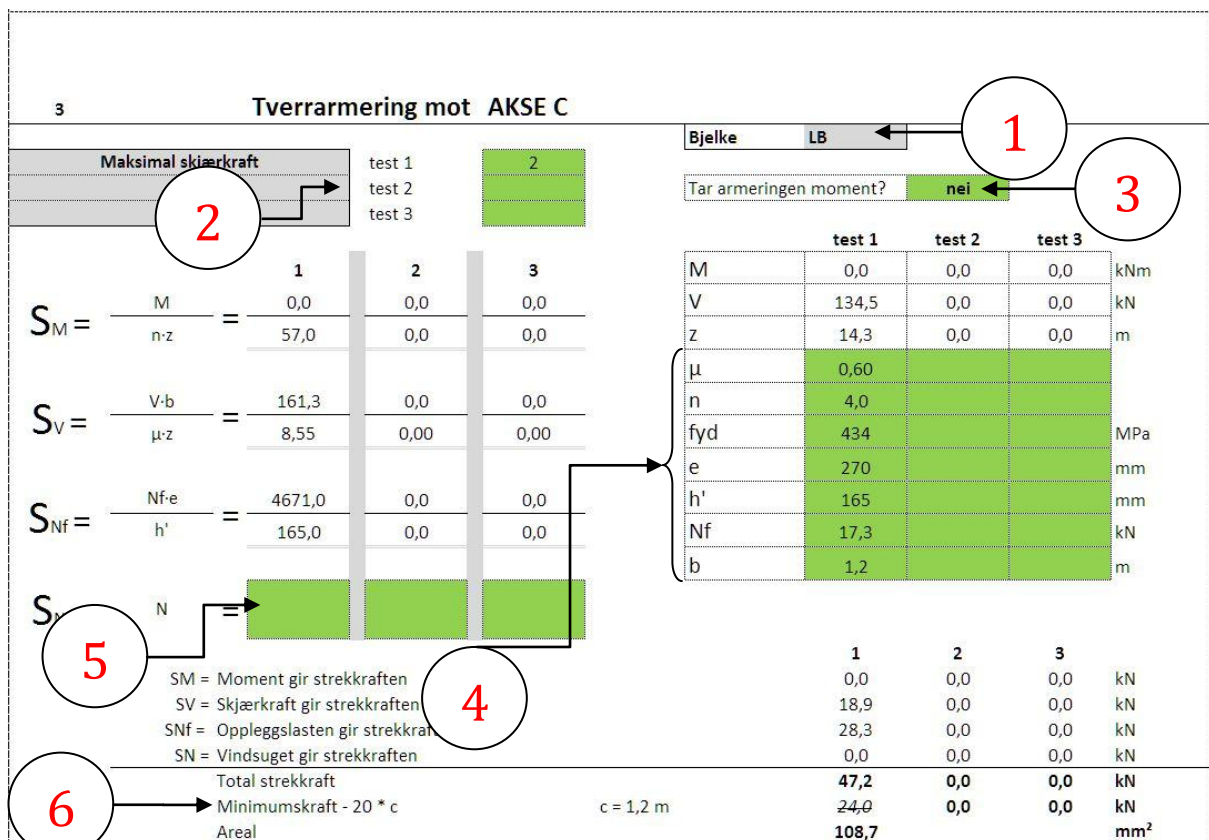 3 Tverrarmering mot AKSE C
Bjelke LB
1
Maksimal skjærkraft test 1 2
test 2
test 3
2
Tar armeringen moment? nei
3
test 1 test 2 test 3
M 0,0 0,0 0,0 kNm
V 134,5 0,0 0,0 kN
z 14,3 0,0 0,0 m
µ 0,60
n 4,0
fyd 434 MPa
e 270 mm
h' 165 mm
Nf 17,3 kN
b 1,2 m
1 2 3
SM = M = 0,0 0,0 0,0
n·z 57,0 0,0 0,0
SV = V·b = 161,3 0,0 0,0
µ·z 8,55 0,00 0,00
SNf = Nf·e = 4671,0 0,0 0,0
h' 165,0 0,0 0,0
S N =
5
4
1 2 3
SM = Moment gir strekkraften 0,0 0,0 0,0 kN
SV = Skjærkraft gir strekkraften 18,9 0,0 0,0 kN
SNf = Oppleggslasten gir 28,3 0,0 0,0 kN
SN = Vindsuget gir strekkraften 0,0 0,0 0,0 kN
Total strekkraft 47,2 0,0 0,0 kN
6
Minimumskraft - 20 * c c = 1,2 m 24,0 0,0 0,0 kN
Areal 108,7 mm²